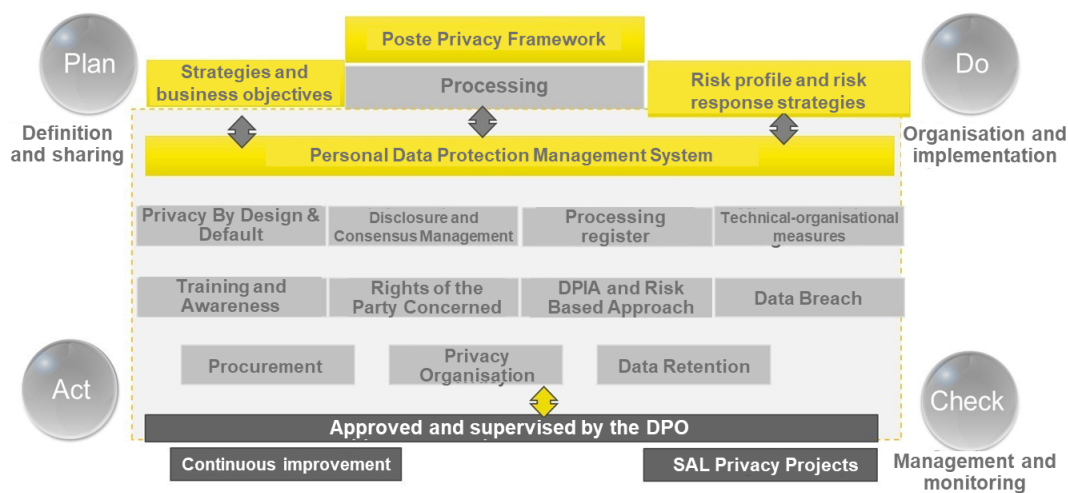 Poste Privacy Framework
Plan
Do
Strategies and
business objectives
Processing
Risk profile and risk
response strategies
Definition
and sharing
Organisation and
implementation
Personal Data Protection Management System
Privacy By Design &
Default
Disclosure and
Consensus Management
Processing
register
Technical-organisational
measures
Training and
Awareness
Rights of the
Party Concerned
DPIA and Risk
Based Approach
Data Breach
Procurement
Privacy
Organisation
Data Retention
Act
Check
Approved and supervised by the DPO
Continuous improvement
SAL Privacy Projects
Management and
monitoring